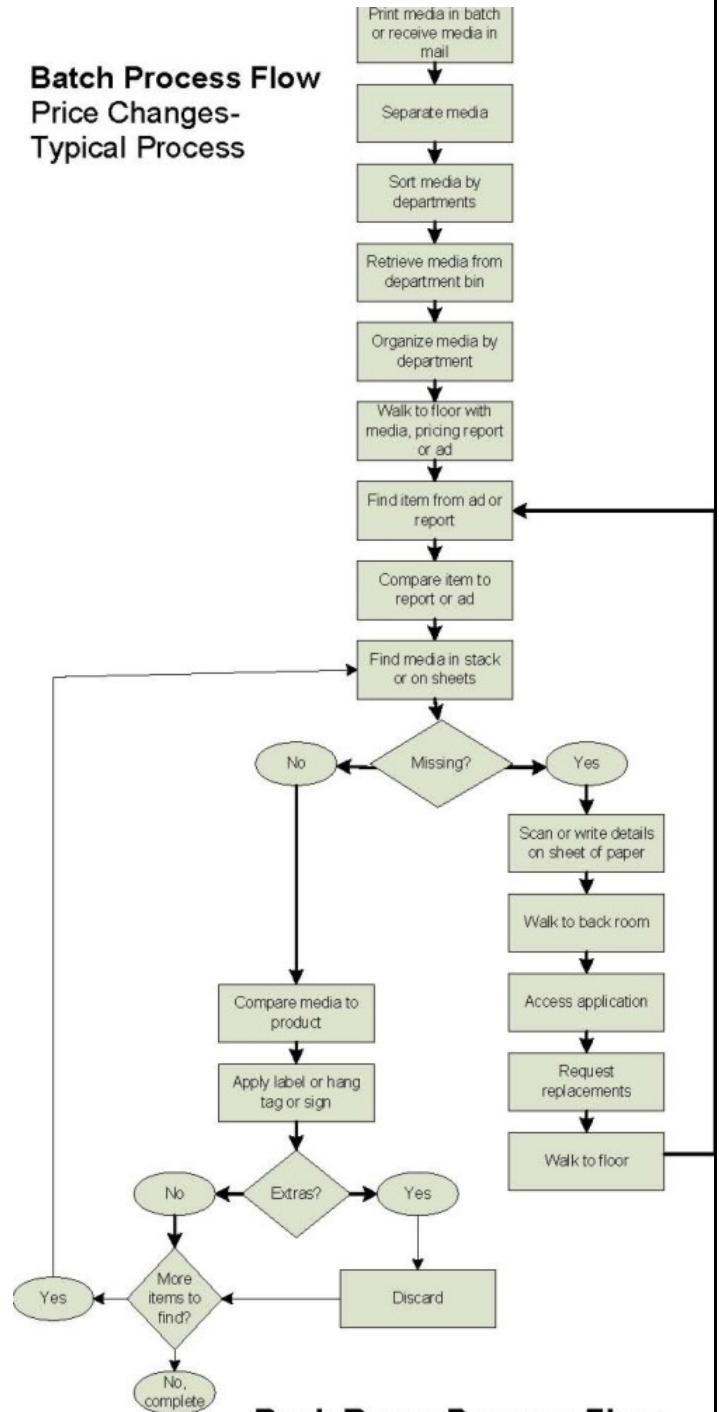 Print media in batch
or receive media in
mail
Batch Process Flow
Price Changes-
Typical Process
Separate media
Sort media by
departments
Retrieve media from
department bin
Organize media by
department
Walk to floor with
media, pricing report
or ad
Find item from ad or
report
Compare item to
report or ad
Find media in stack
or on sheets
Missing?
No
Yes
Scan or write details
on sheet of paper
Walk to back room
Access application
Request
replacements
Walk to floor
Compare media to
product
Apply label or hang
tag or sign
Extras?
No
Yes
Discard
More
items to
find?
Yes
No,
complete